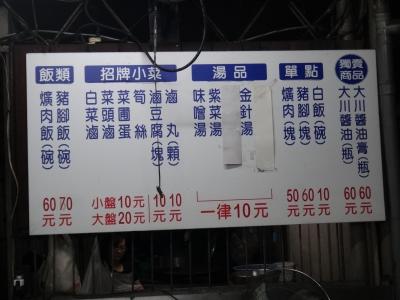 飯類
爌肉飯(碗)
60元
豬腳飯(碗)
70元
招牌小菜
白菜滷
菜頭滷
菜圃蛋
筍絲
小盤10元
大盤20元
滷豆腐(塊)
10元
滷丸(顆)
10元
湯品
味噌湯
紫菜湯
金針湯
一律10元
單點
爌肉(塊)
50元
豬腳(塊)
60元
白飯(碗)
10元
獨賣商品
大川醬油(瓶)
60元
大川醬油膏(瓶)
60元